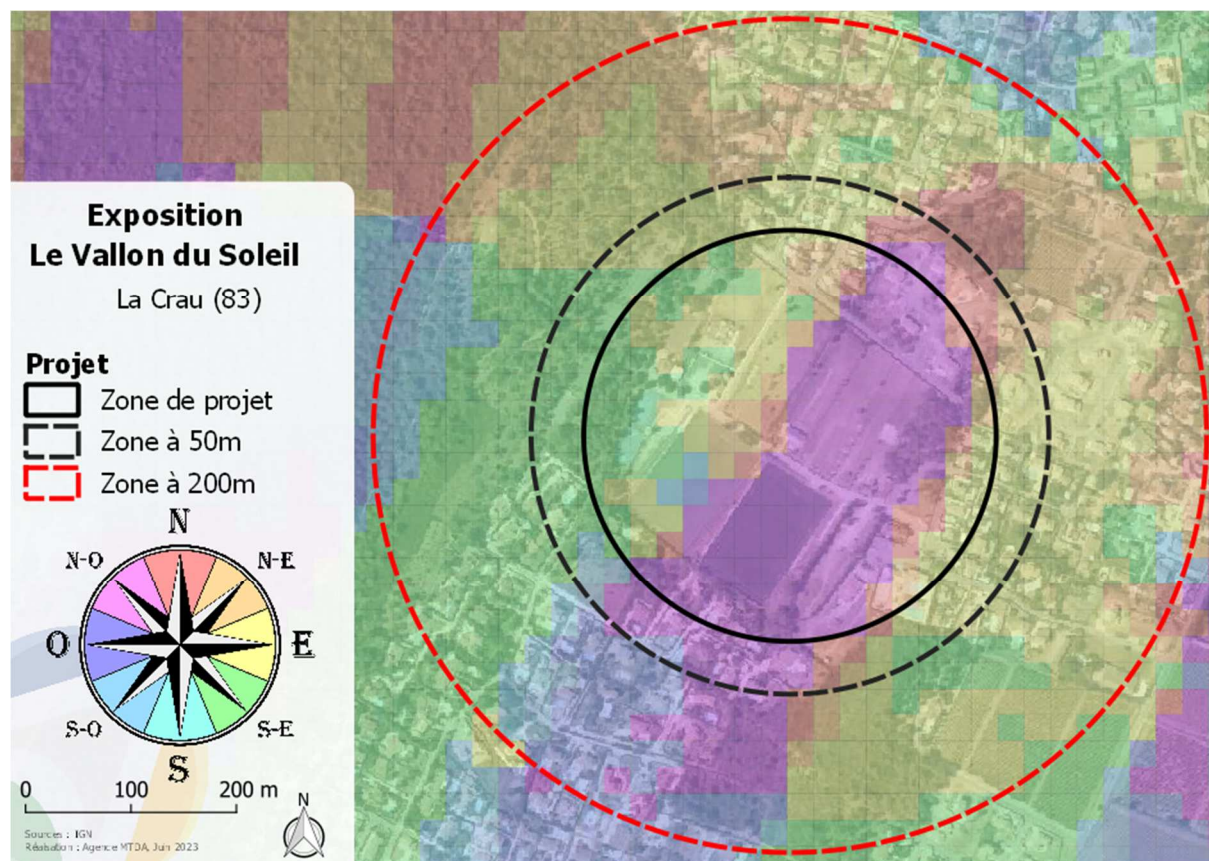 Exposition
Le Vallon du Soleil
La Crau (83)
Projet
Zone de projet
Zone à 50m
Zone à 200m
N
N-O
N-E
O
E
S-O
S-E
S
0 100 200 m
N
Sources : IGN
Réalisation : Agence MTDA, Juin 2023